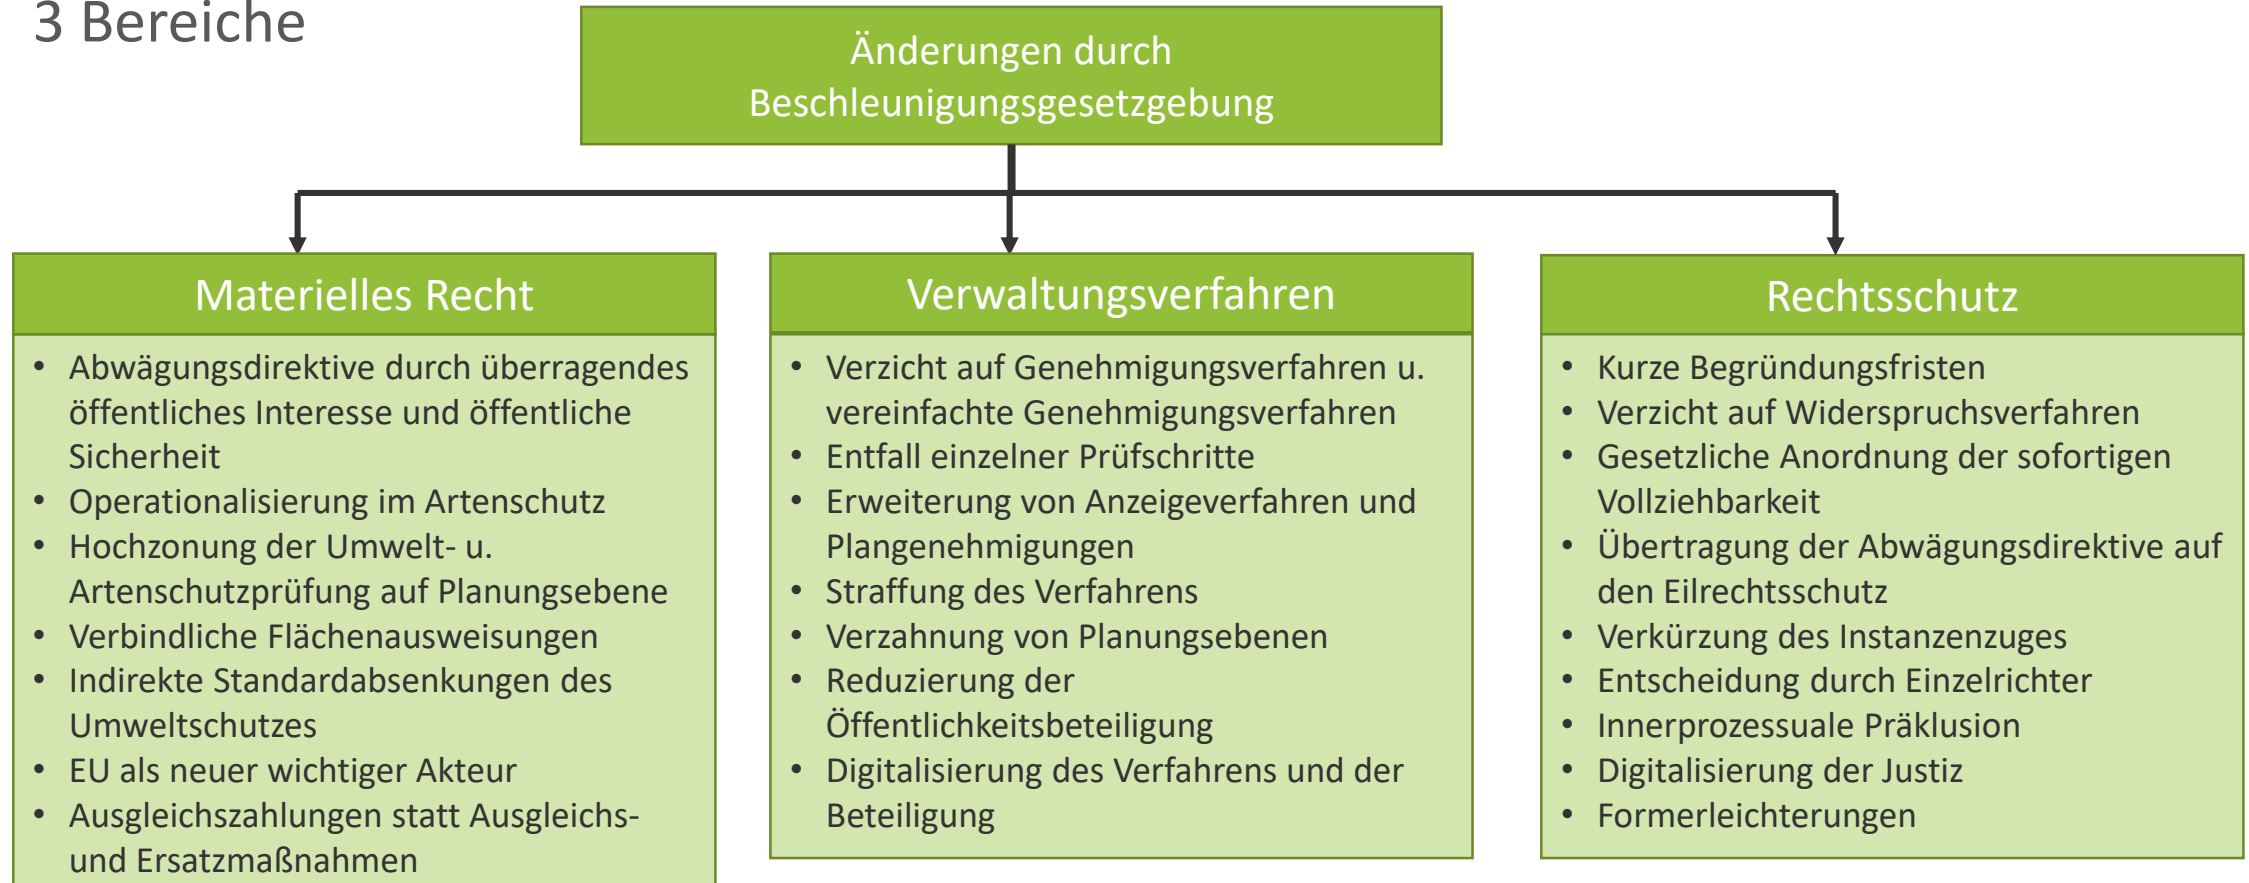 3 Bereiche
Änderungen durch
Beschleunigungsgesetzgebung
Materielles Recht
• Abwägungsdirektive durch überragendes
öffentliches Interesse und öffentliche
Sicherheit
• Operationalisierung im Artenschutz
• Hochzonung der Umwelt- u.
Artenschutzprüfung auf Planungsebene
• Verbindliche Flächenausweisungen
• Indirekte Standardabsenkungen des
Umweltschutzes
• EU als neuer wichtiger Akteur
• Ausgleichszahlungen statt Ausgleichs-
und Ersatzmaßnahmen
Verwaltungsverfahren
• Verzicht auf Genehmigungsverfahren u.
vereinfachte Genehmigungsverfahren
• Entfall einzelner Prüfschritte
• Erweiterung von Anzeigeverfahren und
Plangenehmigungen
• Straffung des Verfahrens
• Verzahnung von Planungsebenen
• Reduzierung der
Öffentlichkeitsbeteiligung
• Digitalisierung des Verfahrens und der
Beteiligung
Rechtsschutz
• Kurze Begründungsfristen
• Verzicht auf Widerspruchsverfahren
• Gesetzliche Anordnung der sofortigen
Vollziehbarkeit
• Übertragung der Abwägungsdirektive auf
den Eilrechtsschutz
• Verkürzung des Instanzenzuges
• Entscheidung durch Einzelrichter
• Innerprozessuale Präklusion
• Digitalisierung der Justiz
• Formerleichterungen